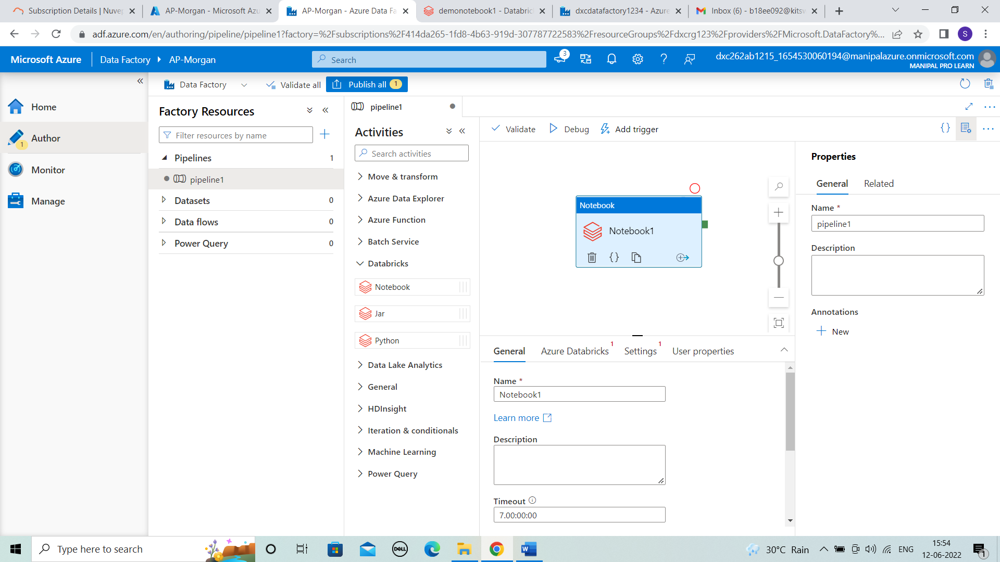 Subscription Details | Nuvep
AP-Morgan - Microsoft Azu
AP-Morgan - Azure Data Fa
demonotebook1 - Databric
dxcdatafactory1234 - Azure
Inbox (6) - b18ee092@kitsw
adf.azure.com/en/authoring/pipeline/pipeline1?factory=%2Fsubscriptions%2F414da265-1fd8-4b63-919d-307787722583%2FresourceGroups%2Fdxcrg123%2Fproviders%2FMicrosoft.DataFactory%...
S
Microsoft Azure
Data Factory
AP-Morgan
Search
3
dxc262ab1215_1654530060194@manipalazure.onmicrosoft.com
MANIPAL PRO LEARN
Data Factory
Validate all
Publish all 1
Home
Author
1
Monitor
Manage
Factory Resources
Filter resources by name
Pipelines 1
pipeline1
Datasets 0
Data flows 0
Power Query 0
pipeline1
Activities
Search activities
Move & transform
Azure Data Explorer
Azure Function
Batch Service
Databricks
Notebook
Jar
Python
Data Lake Analytics
General
HDInsight
Iteration & conditionals
Machine Learning
Power Query
Validate
Debug
Add trigger
Notebook
Notebook1
General
Azure Databricks 1
Settings 1
User properties
Name *
Notebook1
Learn more
Description
Timeout
7.00:00:00
Properties
General
Related
Name *
pipeline1
Description
Annotations
New
Type here to search
DELL
W
30°C Rain
ENG
15:54
12-06-2022
1